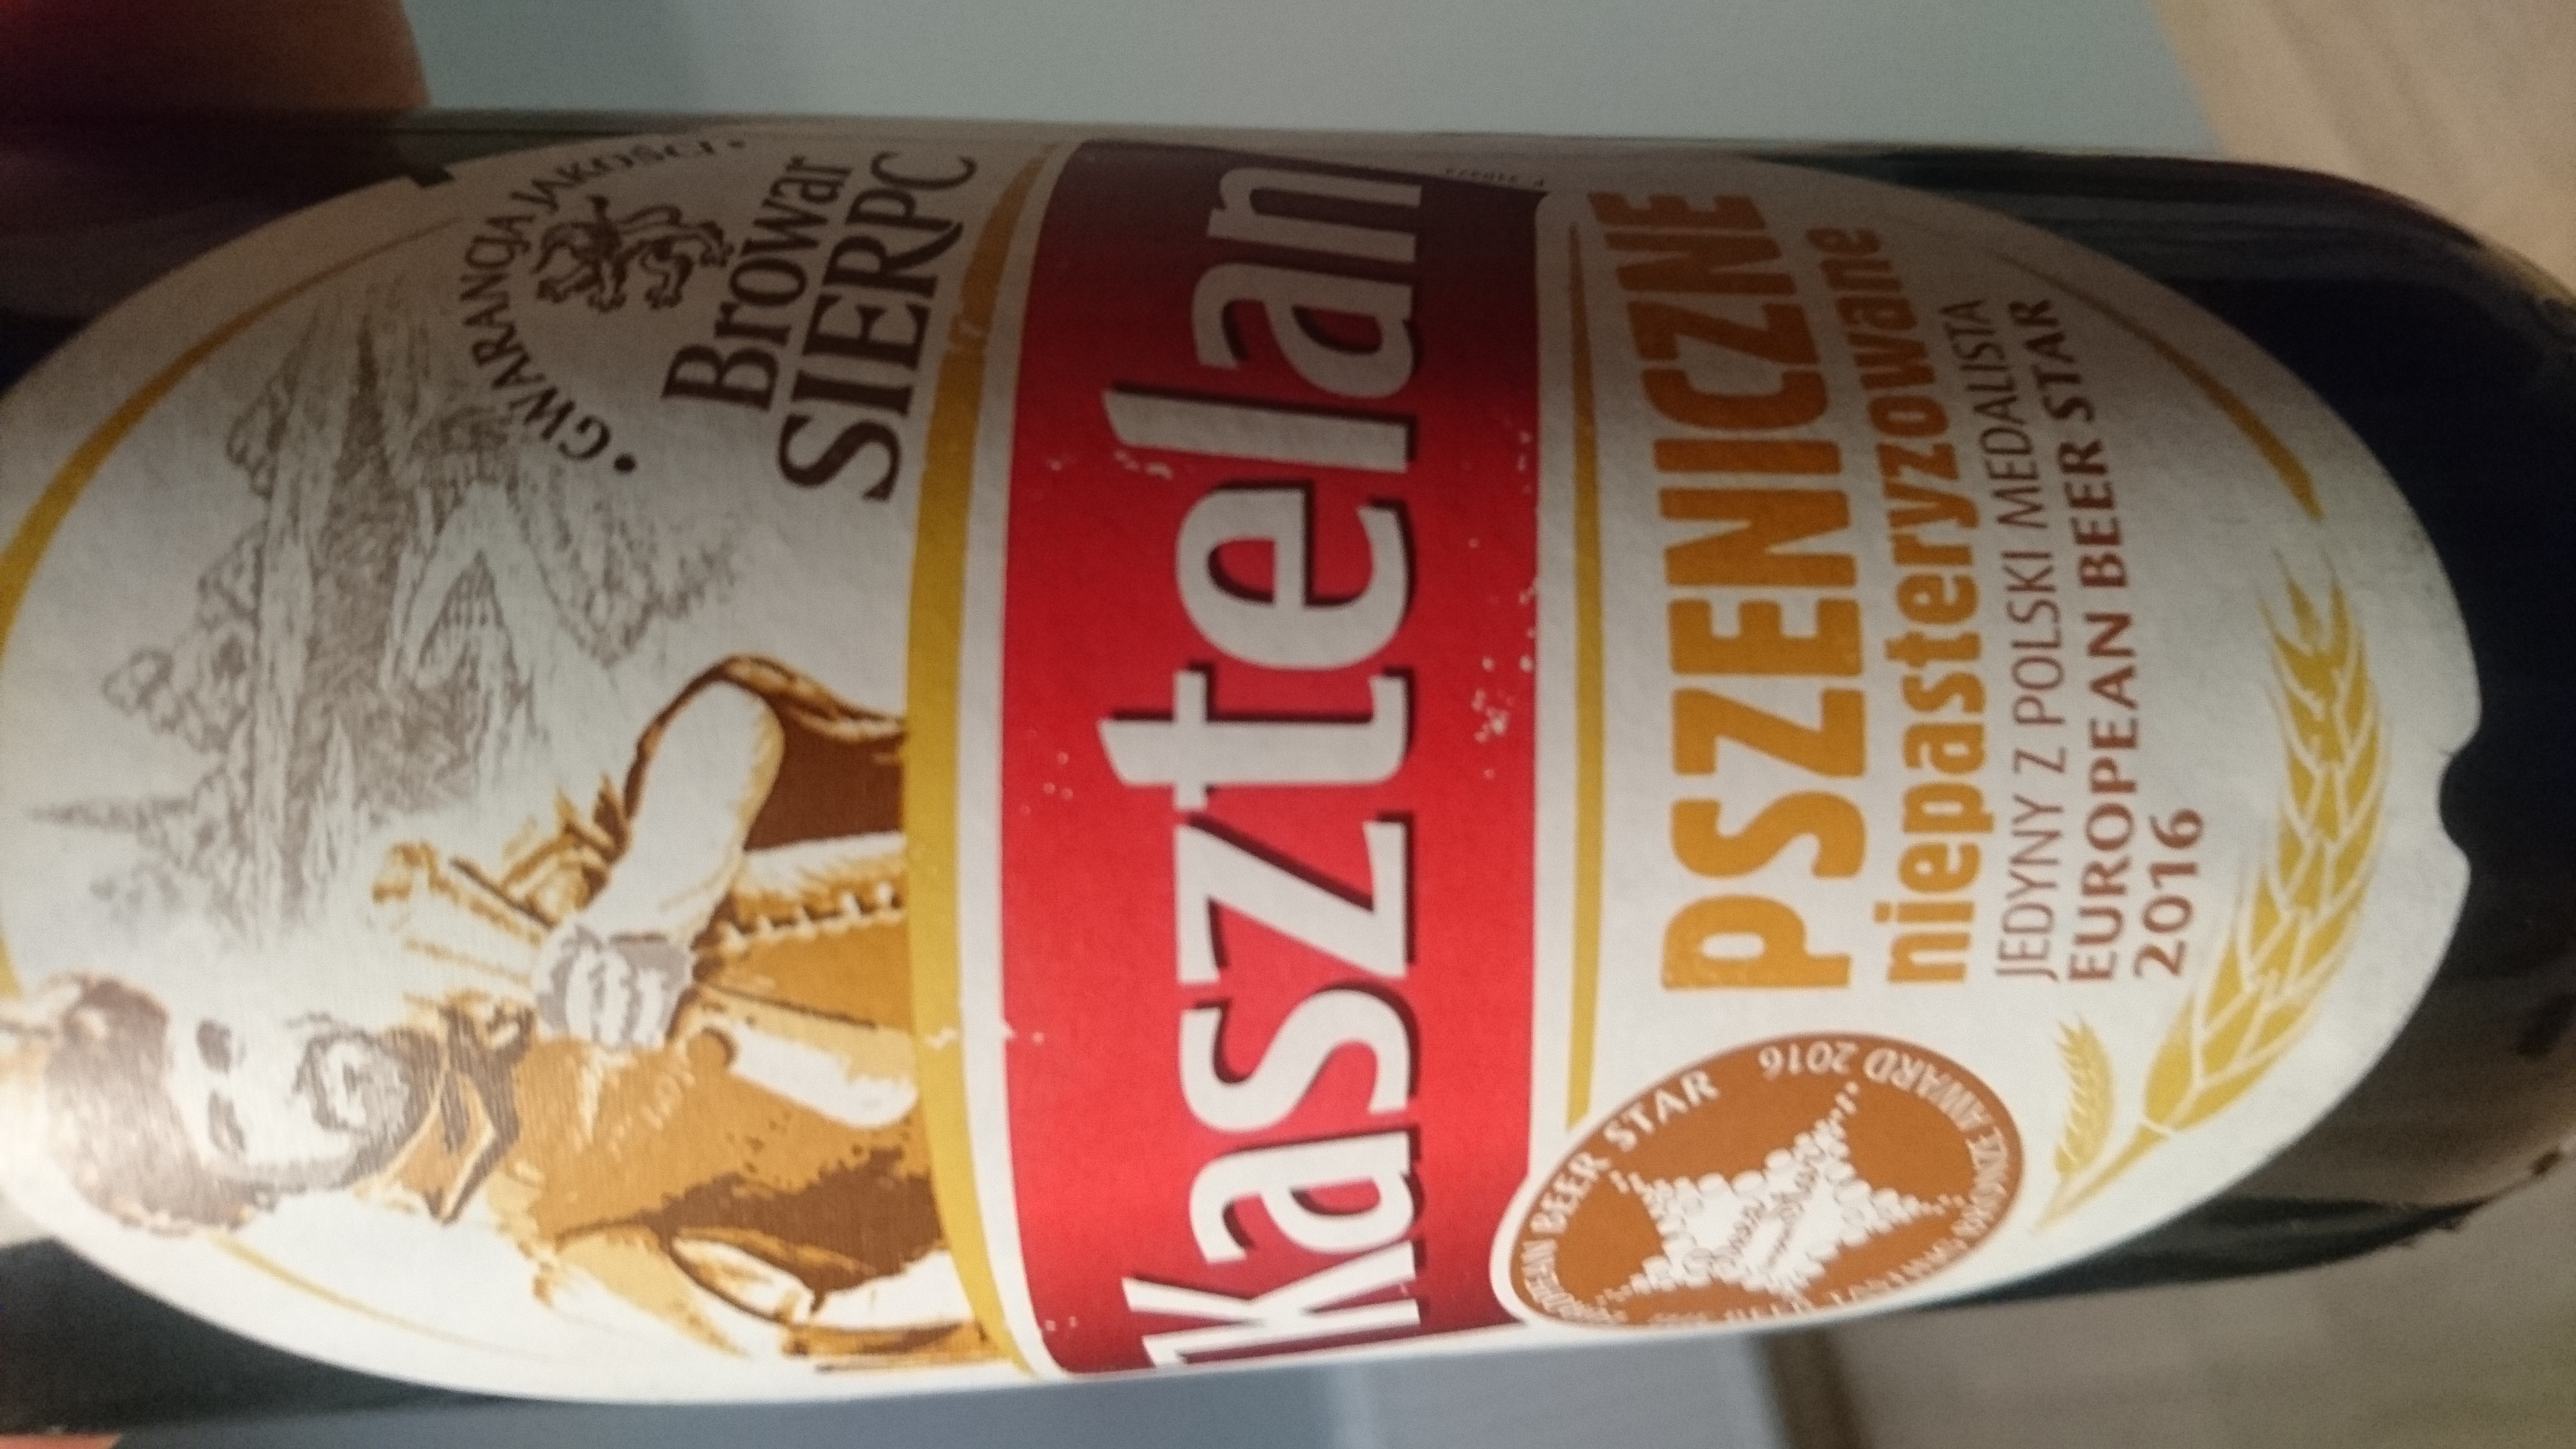 • GWARANCJA JAKOŚCI •
Browar
SIERPC
Kasztelan
EUROPEAN BEER STAR
BRONZE AWARD 2016
PSZENICZNE
niepasteryzowane
JEDYNY Z POLSKI MEDALISTA
EUROPEAN BEER STAR
2016